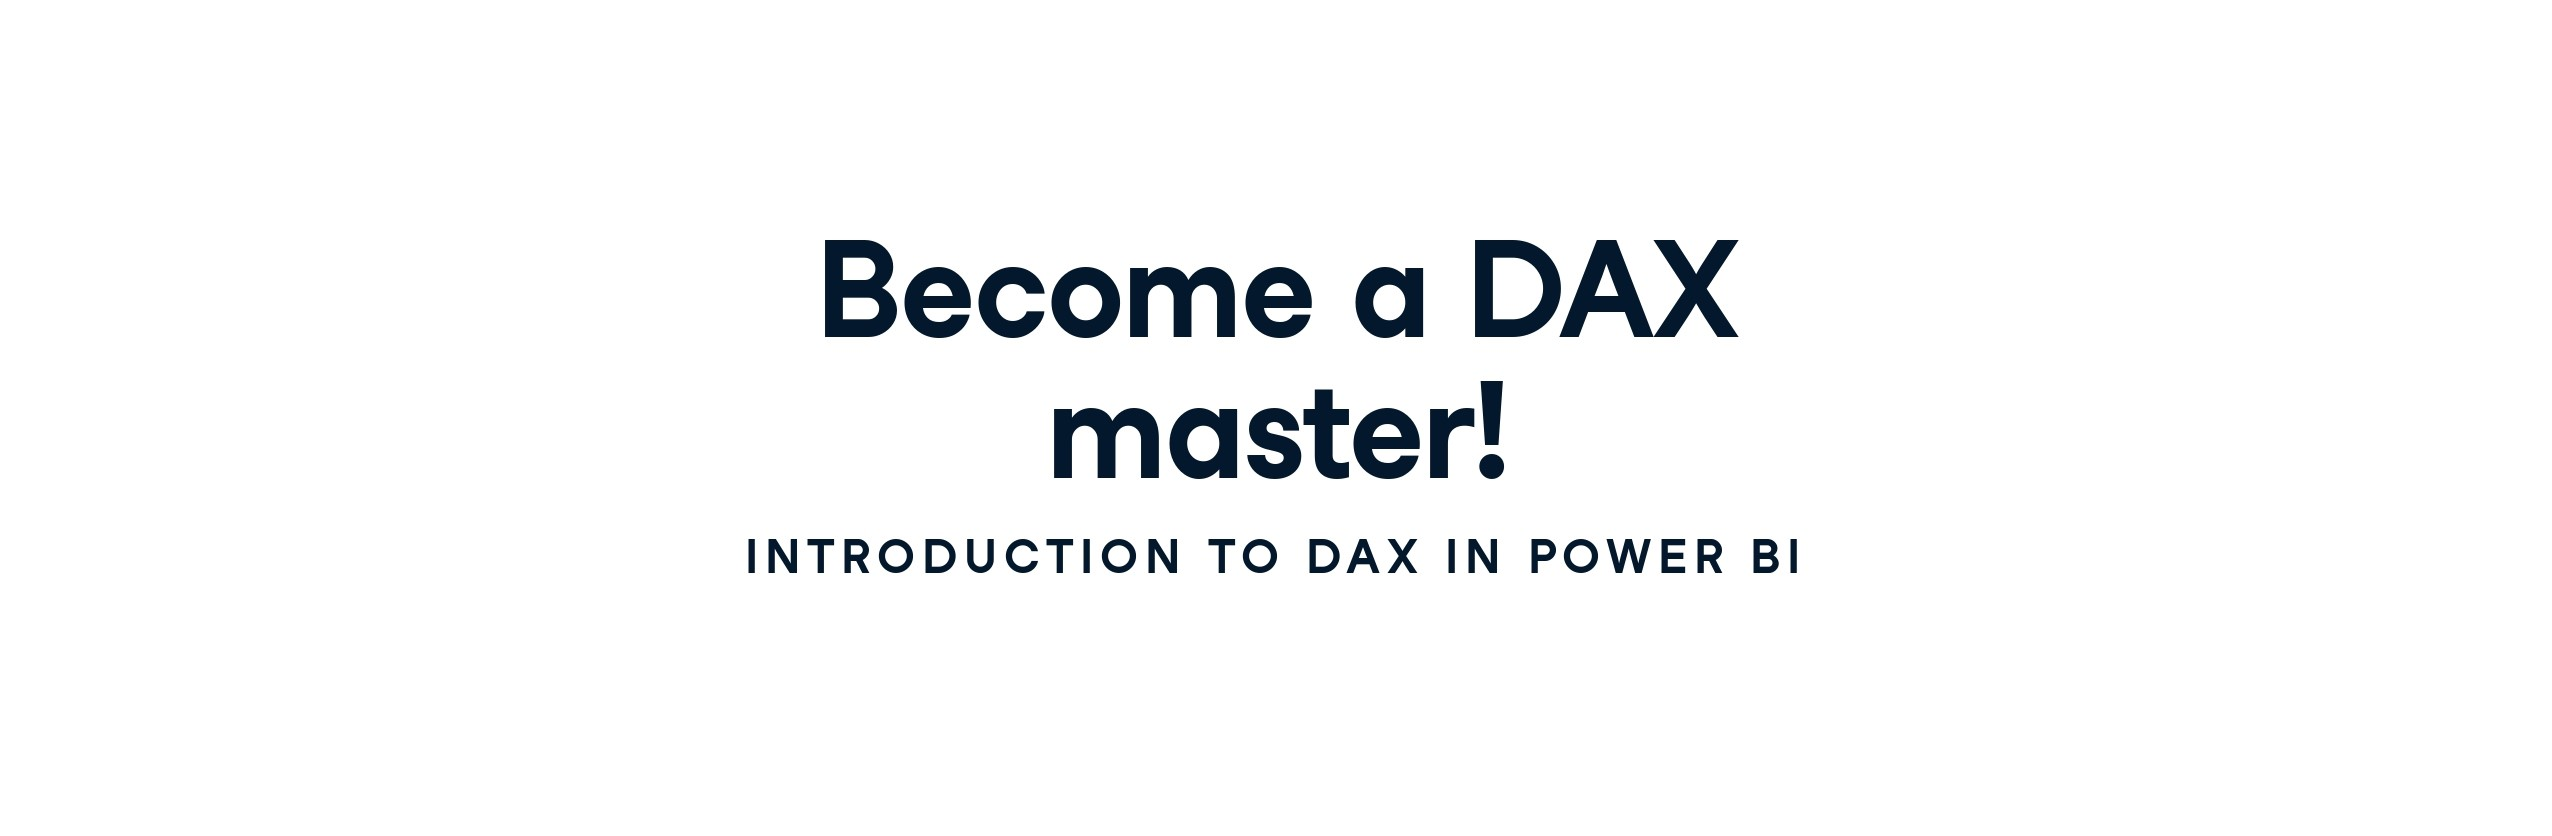 Become a DAX
master!
INTRODUCTION TO DAX IN POWER BI